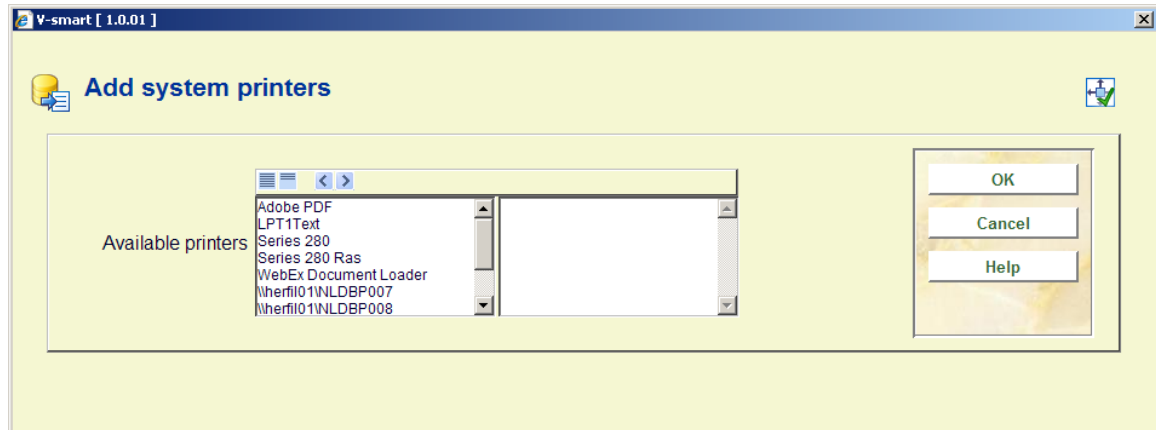 V-smart [ 1.0.01 ]
Add system printers
Available printers
Adobe PDF
LPT1Text
Series 280
Series 280 Ras
WebEx Document Loader
\\herfil01\NLDBP007
\\herfil01\NLDBP008
OK
Cancel
Help